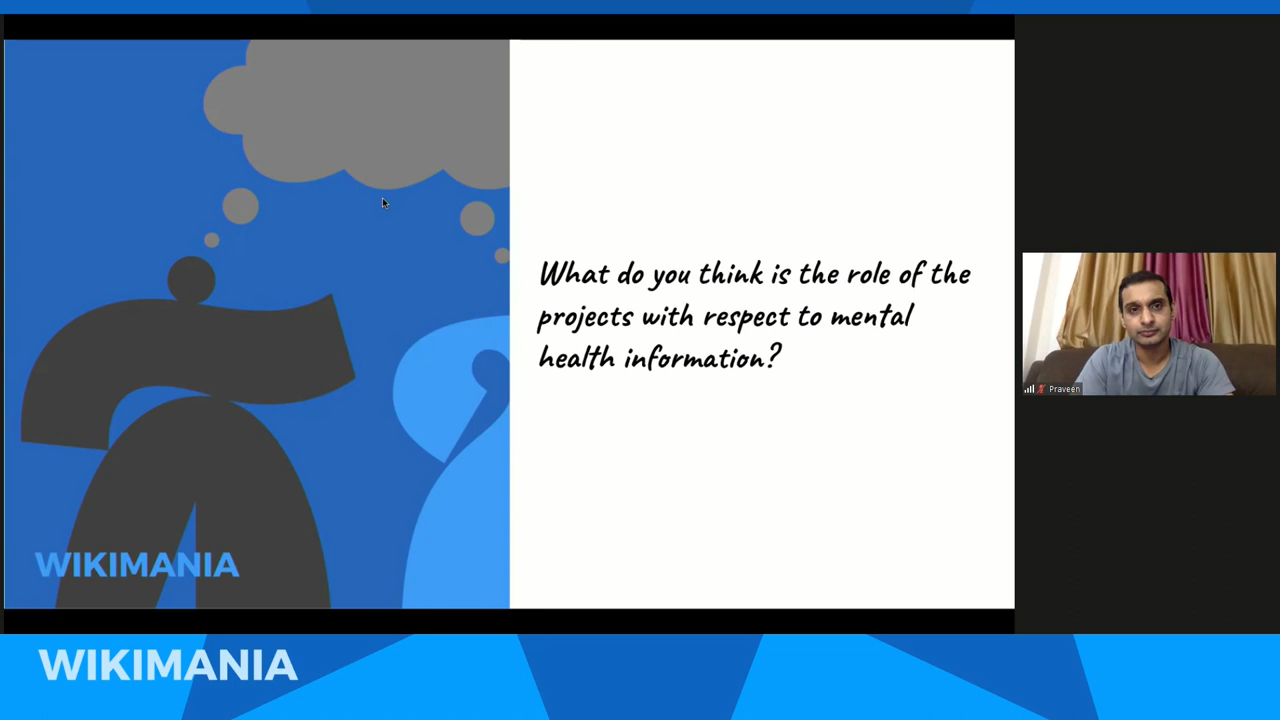 What do you think is the role of the
projects with respect to mental
health information?
WIKIMANIA
Praveen
WIKIMANIA